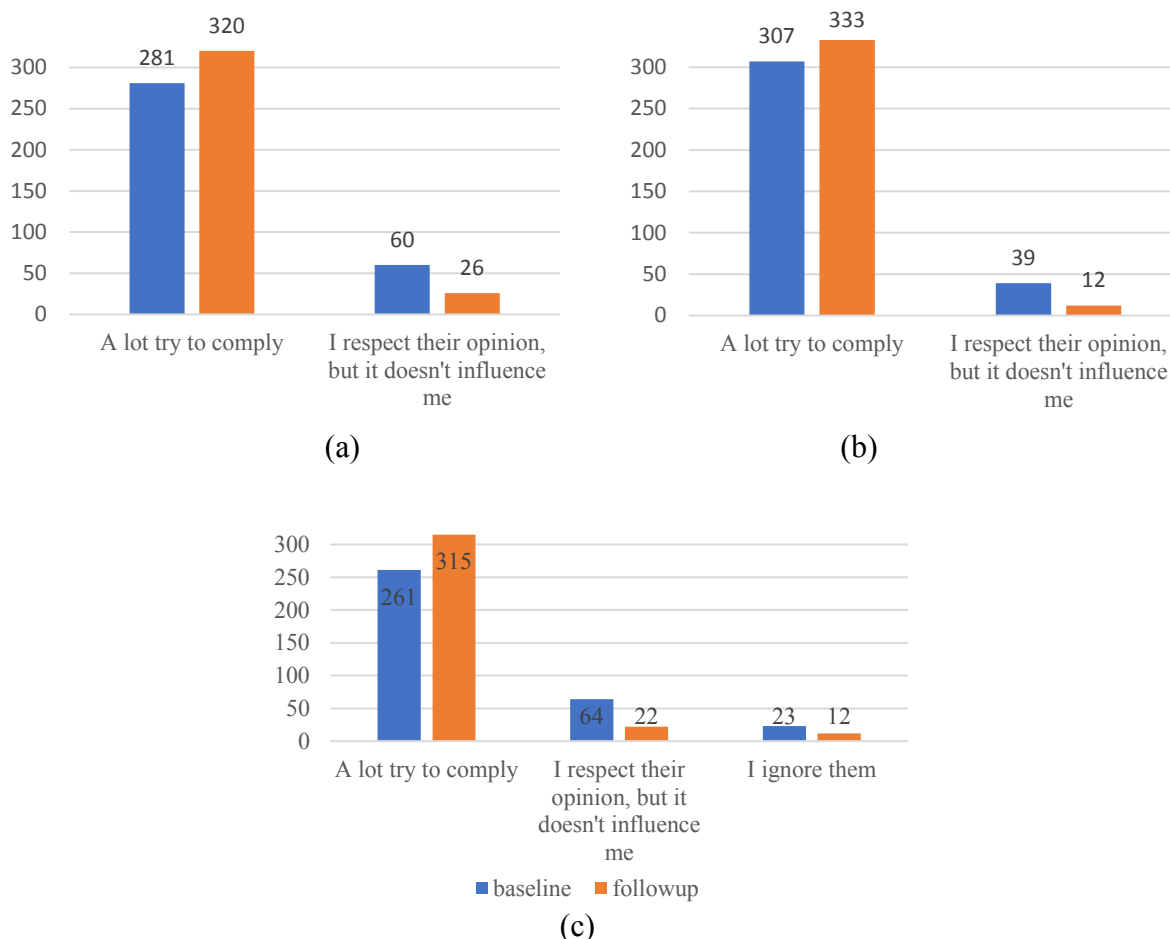 320
281
300
250
200
150
100
60
50
26
0
A lot try to comply
I respect their opinion,
but it doesn't influence
me
(a)
333
307
300
250
200
150
100
50
39
12
0
A lot try to comply
I respect their opinion,
but it doesn't influence
me
(b)
300
315
250
261
200
150
100
50
64
22
23
12
0
A lot try to comply
I respect their
opinion, but it
doesn't influence
me
I ignore them
baseline followup
(c)